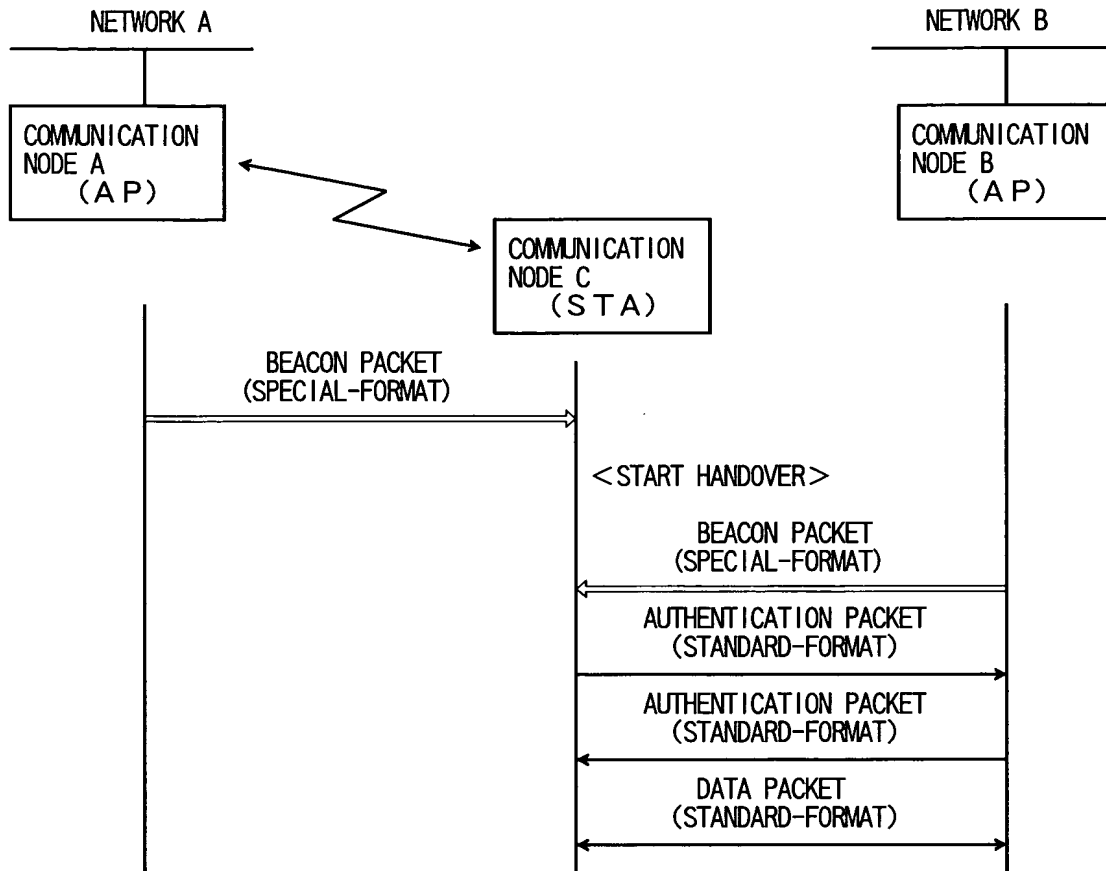 NETWORK A
NETWORK B
COMMUNICATION
NODE A
(AP)
COMMUNICATION
NODE B
(AP)
COMMUNICATION
NODE C
(STA)
BEACON PACKET
(SPECIAL-FORMAT)
<START HANDOVER>
BEACON PACKET
(SPECIAL-FORMAT)
AUTHENTICATION PACKET
(STANDARD-FORMAT)
AUTHENTICATION PACKET
(STANDARD-FORMAT)
DATA PACKET
(STANDARD-FORMAT)